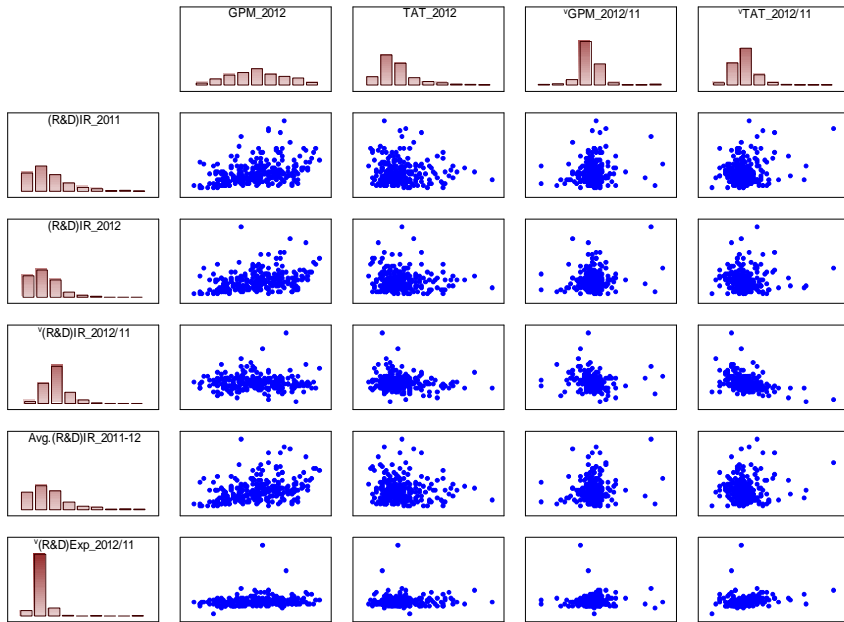 GPM_2012
TAT_2012
ᵛGPM_2012/11
ᵛTAT_2012/11
(R&D)IR_2011
(R&D)IR_2012
ᵛ(R&D)IR_2012/11
Avg.(R&D)IR_2011-12
ᵛ(R&D)Exp_2012/11